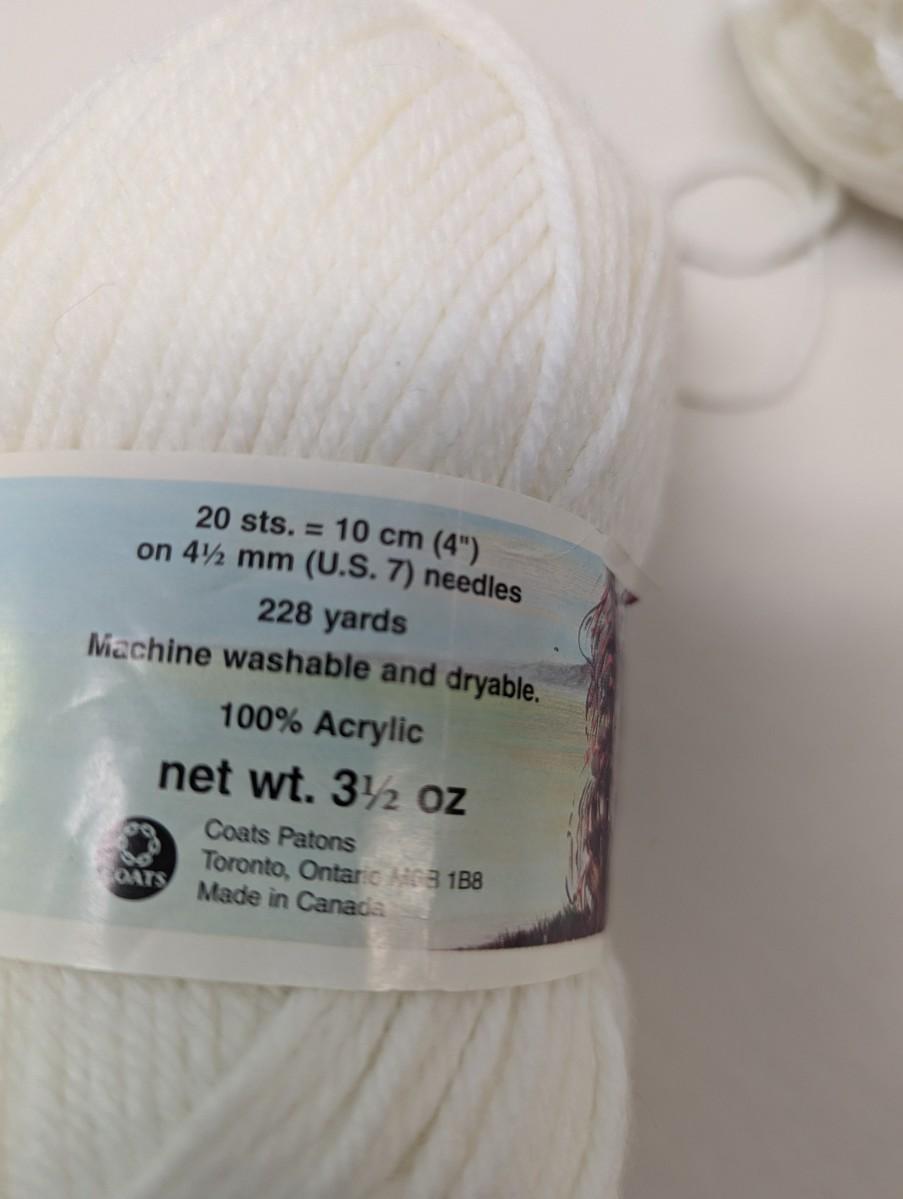 20 sts. = 10 cm (4")
on 4½ mm (U.S. 7) needles
228 yards
Machine washable and dryable.
100% Acrylic
net wt. 3½ oz
COATS
Coats Patons
Toronto, Ontario 1B8
Made in Canada